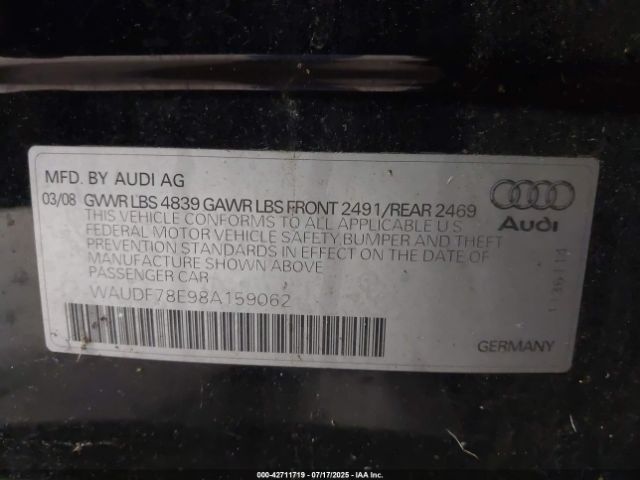 MFD. BY AUDI AG
03/08 GVWR LBS 4839 GAWR LBS FRONT 2491/REAR 2469
THIS VEHICLE CONFORMS TO ALL APPLICABLE U S
FEDERAL MOTOR VEHICLE SAFETY, BUMPER AND THEFT
PREVENTION STANDARDS IN EFFECT ON THE DATE OF
MANUFACTURE SHOWN ABOVE
PASSENGER CAR
WAUDF78E98A159062
Audi
GERMANY
000-42711719 | 07/17/2025 | Copyright © IAA